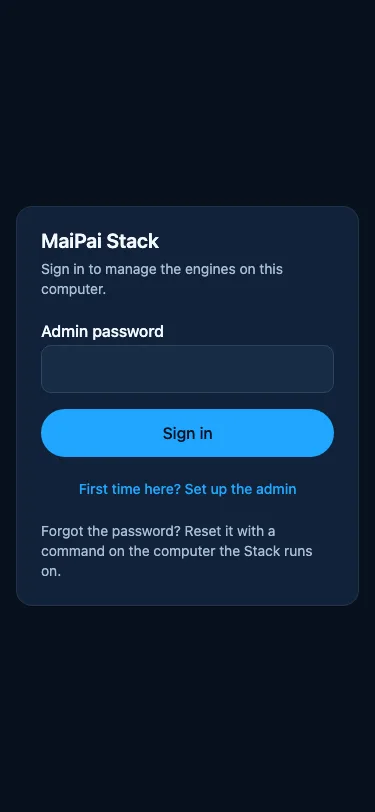 MaiPai Stack
Sign in to manage the engines on this
computer.
Admin password
Sign in
First time here? Set up the admin
Forgot the password? Reset it with a
command on the computer the Stack runs
on.